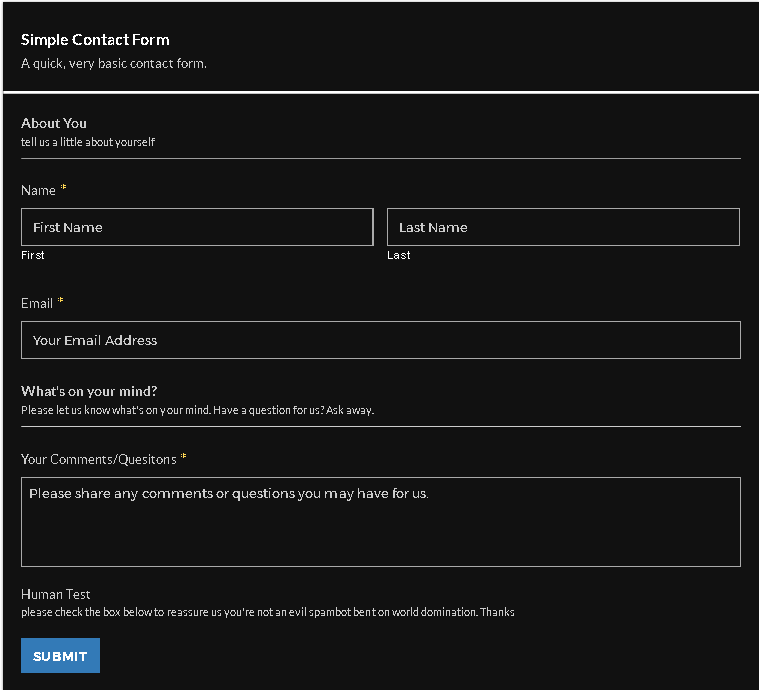 Simple Contact Form
A quick, very basic contact form.
About You
tell us a little about yourself
Name *
First Name Last Name
First Last
Email *
Your Email Address
What's on your mind?
Please let us know what's on your mind. Have a question for us? Ask away.
Your Comments/Quesitons *
Please share any comments or questions you may have for us.
Human Test
please check the box below to reassure us you're not an evil spambot bent on world domination. Thanks
SUBMIT